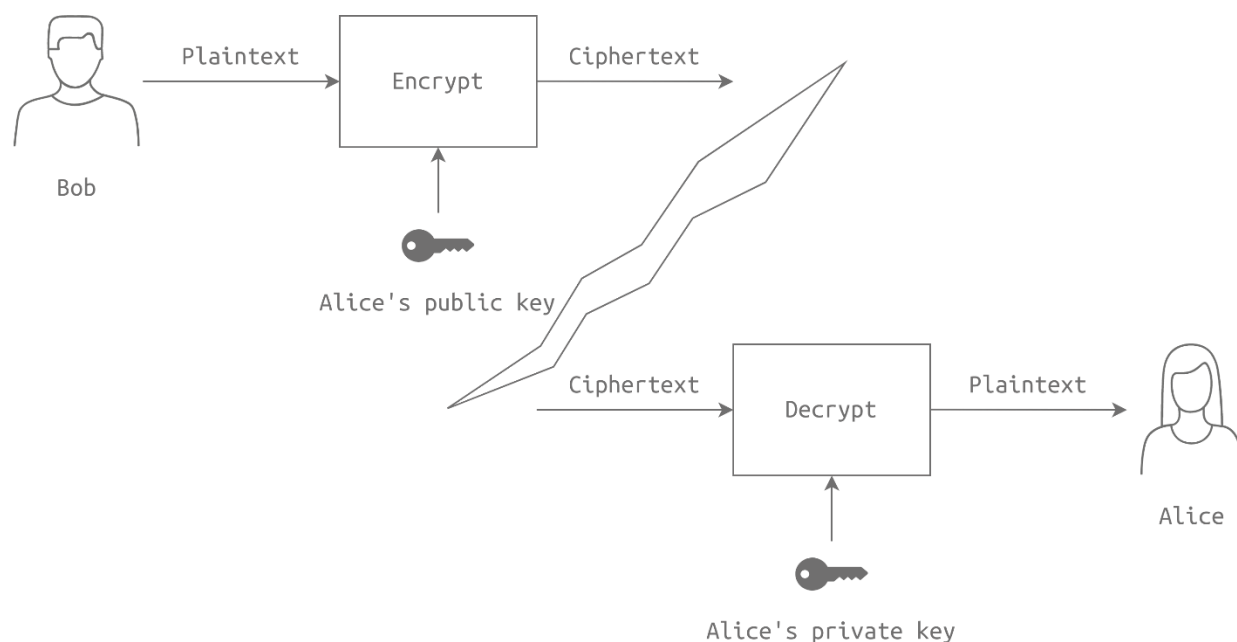 Plaintext
Encrypt
Ciphertext
Bob
Alice's public key
Ciphertext
Decrypt
Plaintext
Alice
Alice's private key